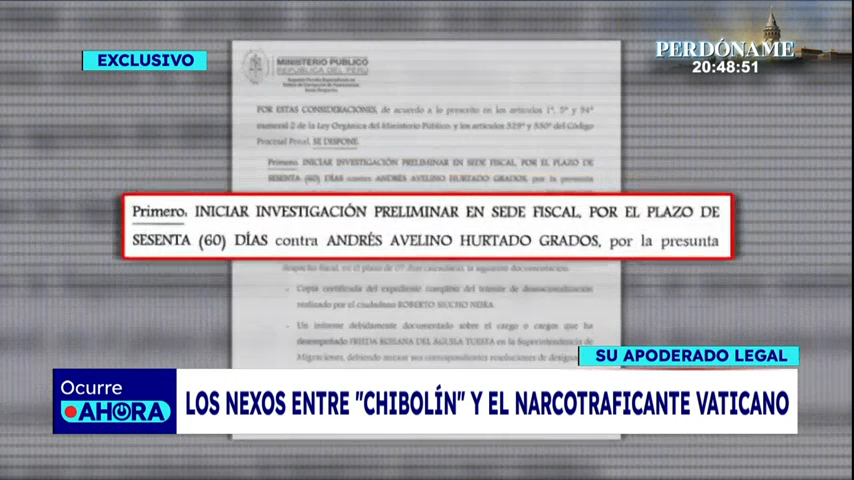 EXCLUSIVO
PERDÓNAME
20:48:51
MINISTERIO PÚBLICO
REPÚBLICA DEL PERÚ
POR ESTAS CONSIDERACIONES, de acuerdo a lo prescrito en los artículos 1°, 5° y 94°
numeral 2 de la Ley Orgánica del Ministerio Público, y los artículos 329° y 330° del Código
Procesal Penal, SE DISPONE:
Primero. INICIAR INVESTIGACIÓN PRELIMINAR EN SEDE FISCAL, POR EL PLAZO DE
SESENTA (60) DÍAS contra ANDRÉS AVELINO HURTADO GRADOS, por la presunta
Primero. INICIAR INVESTIGACIÓN PRELIMINAR EN SEDE FISCAL, POR EL PLAZO DE
SESENTA (60) DÍAS contra ANDRÉS AVELINO HURTADO GRADOS, por la presunta
despacho fiscal, en el plazo de 07 días calendario, la siguiente documentación:
- Copia certificada del expediente completo del trámite de
realizado por el ciudadano ROBERTO SIUCHO NEIRA.
- Un informe debidamente documentado sobre el cargo o cargos que ha
desempeñado FRIEDA ROXANA DEL ÁGUILA TUESTA en la Superintendencia de
Migraciones, debiendo anexar sus correspondientes resoluciones de
SU APODERADO LEGAL
Ocurre
AHORA
LOS NEXOS ENTRE "CHIBOLÍN" Y EL NARCOTRAFICANTE VATICANO